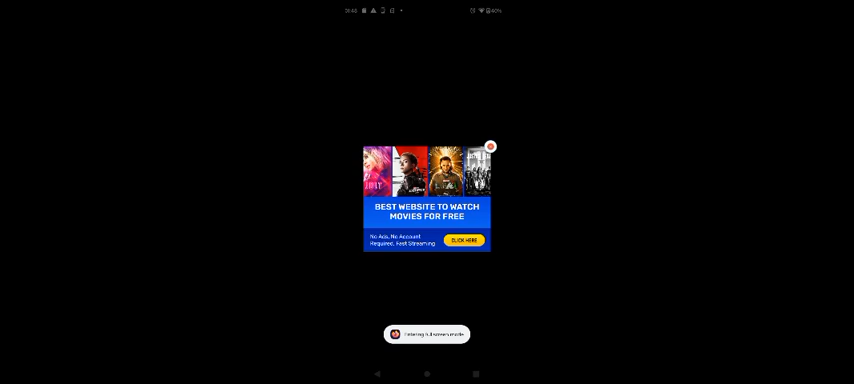 BEST WEBSITE TO WATCH
MOVIES FOR FREE
No Ads, No Account
Required, Fast Streaming
CLICK HERE
Entering full screen mode